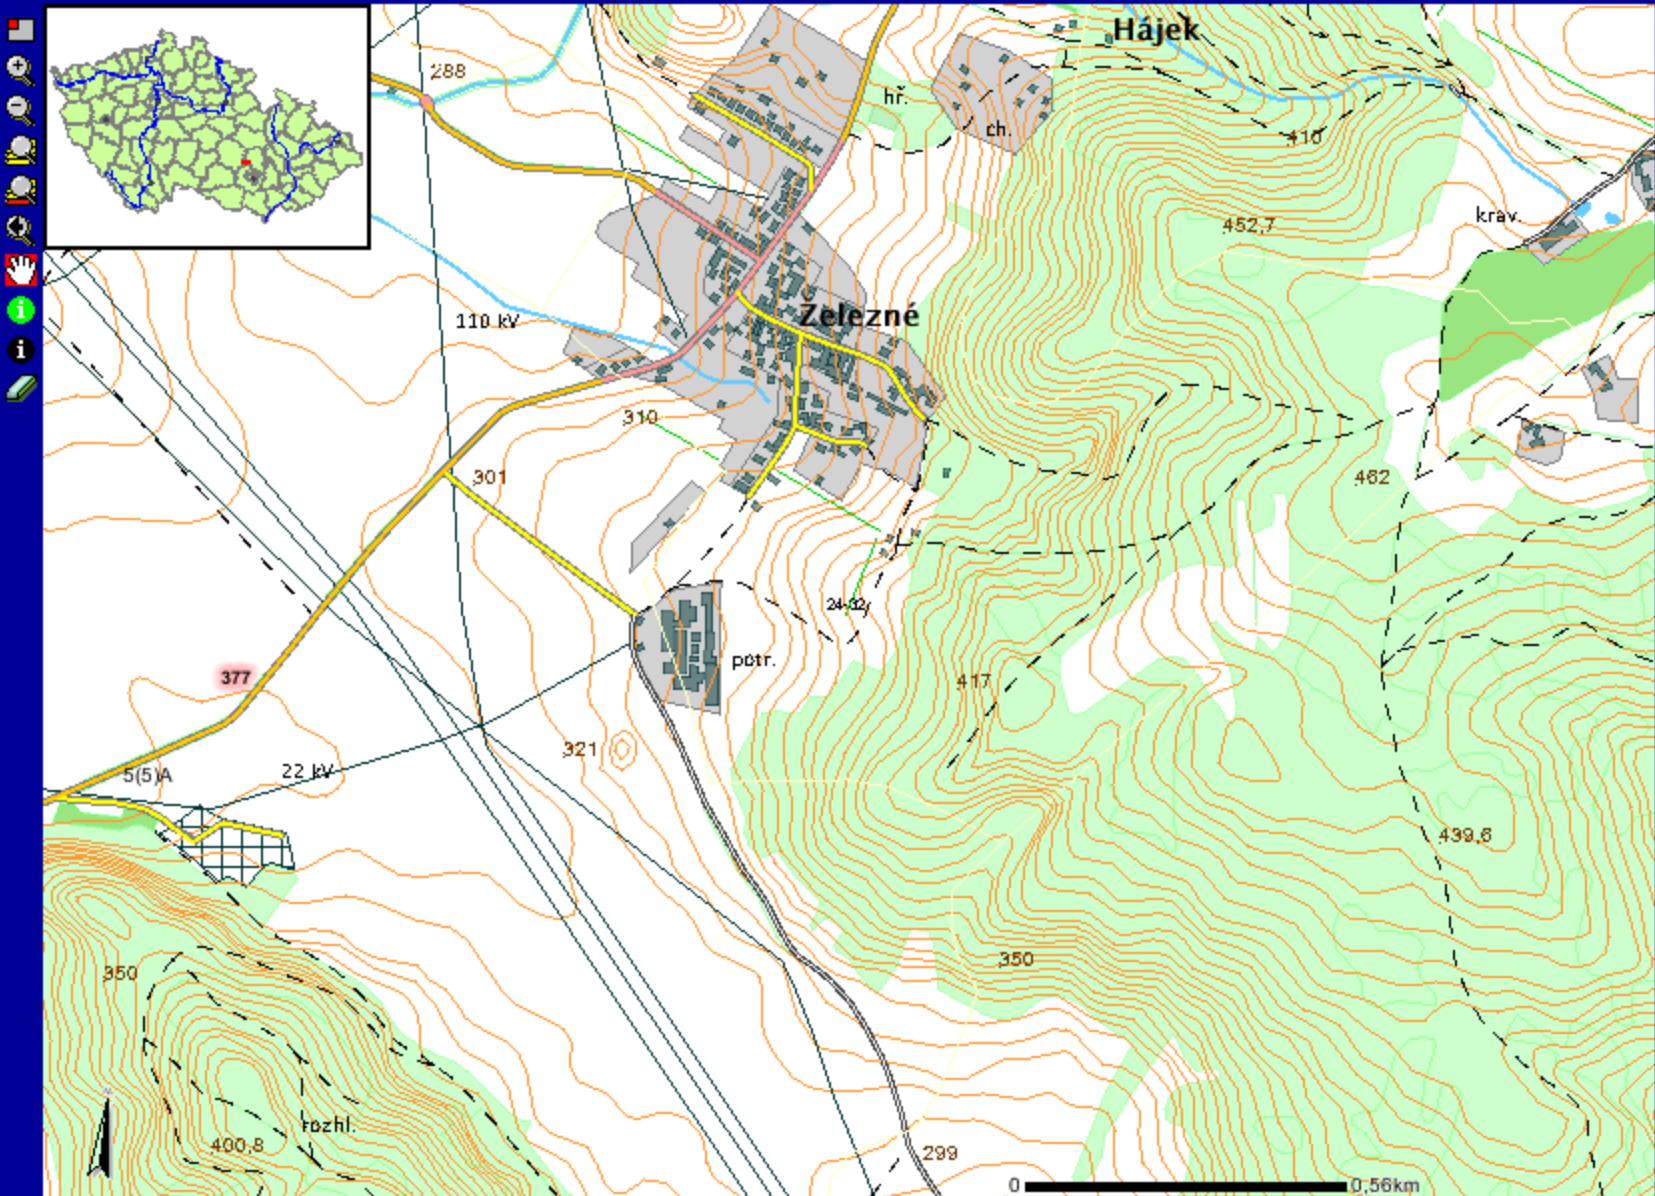 Hájek
288
hř.
ch.
410
452,7
krav.
110 kV
Železné
310
301
462
24-32
potr.
377
417
321
5(5)A
22 kV
439,6
350
350
rozhl.
400,8
299
0
0,56km